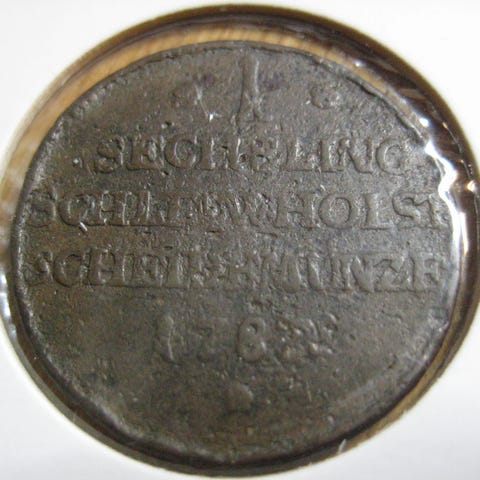 1
SECHSLING
SCHLESW.HOLST
SCHEIDEMUNZE